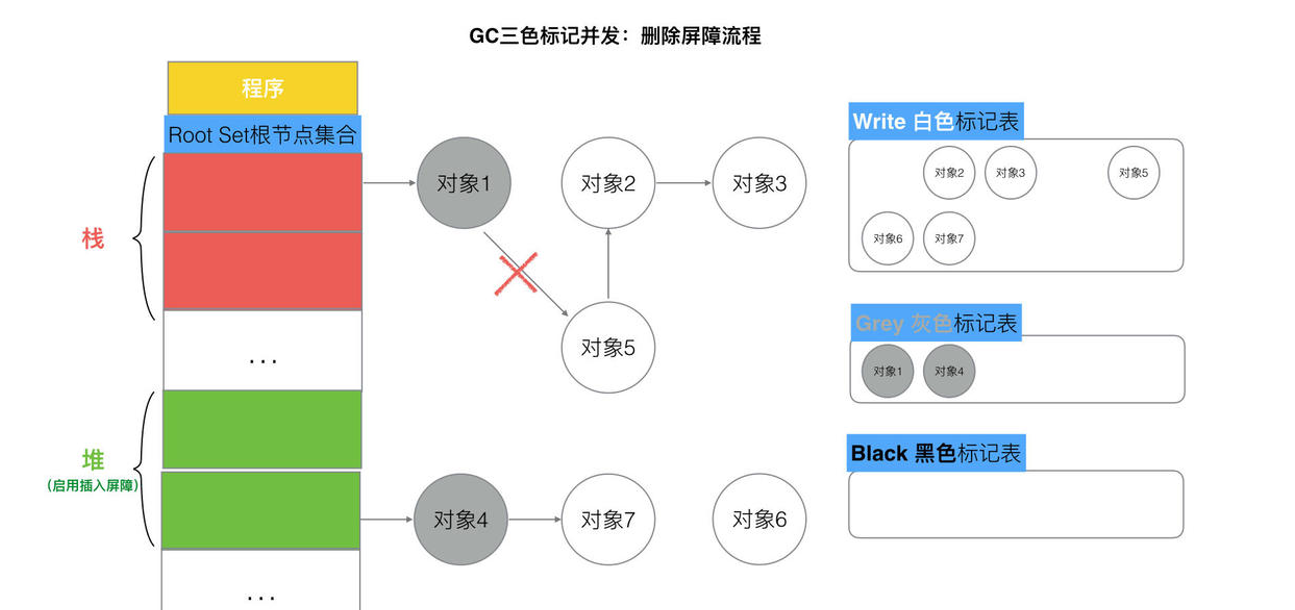 GC三色标记并发：删除屏障流程
程序
Root Set根节点集合
栈
...
堆
(启用插入屏障)
...
对象1
对象2
对象3
对象5
对象4
对象7
对象6
Write 白色标记表
对象2
对象3
对象5
对象6
对象7
Grey 灰色标记表
对象1
对象4
Black 黑色标记表